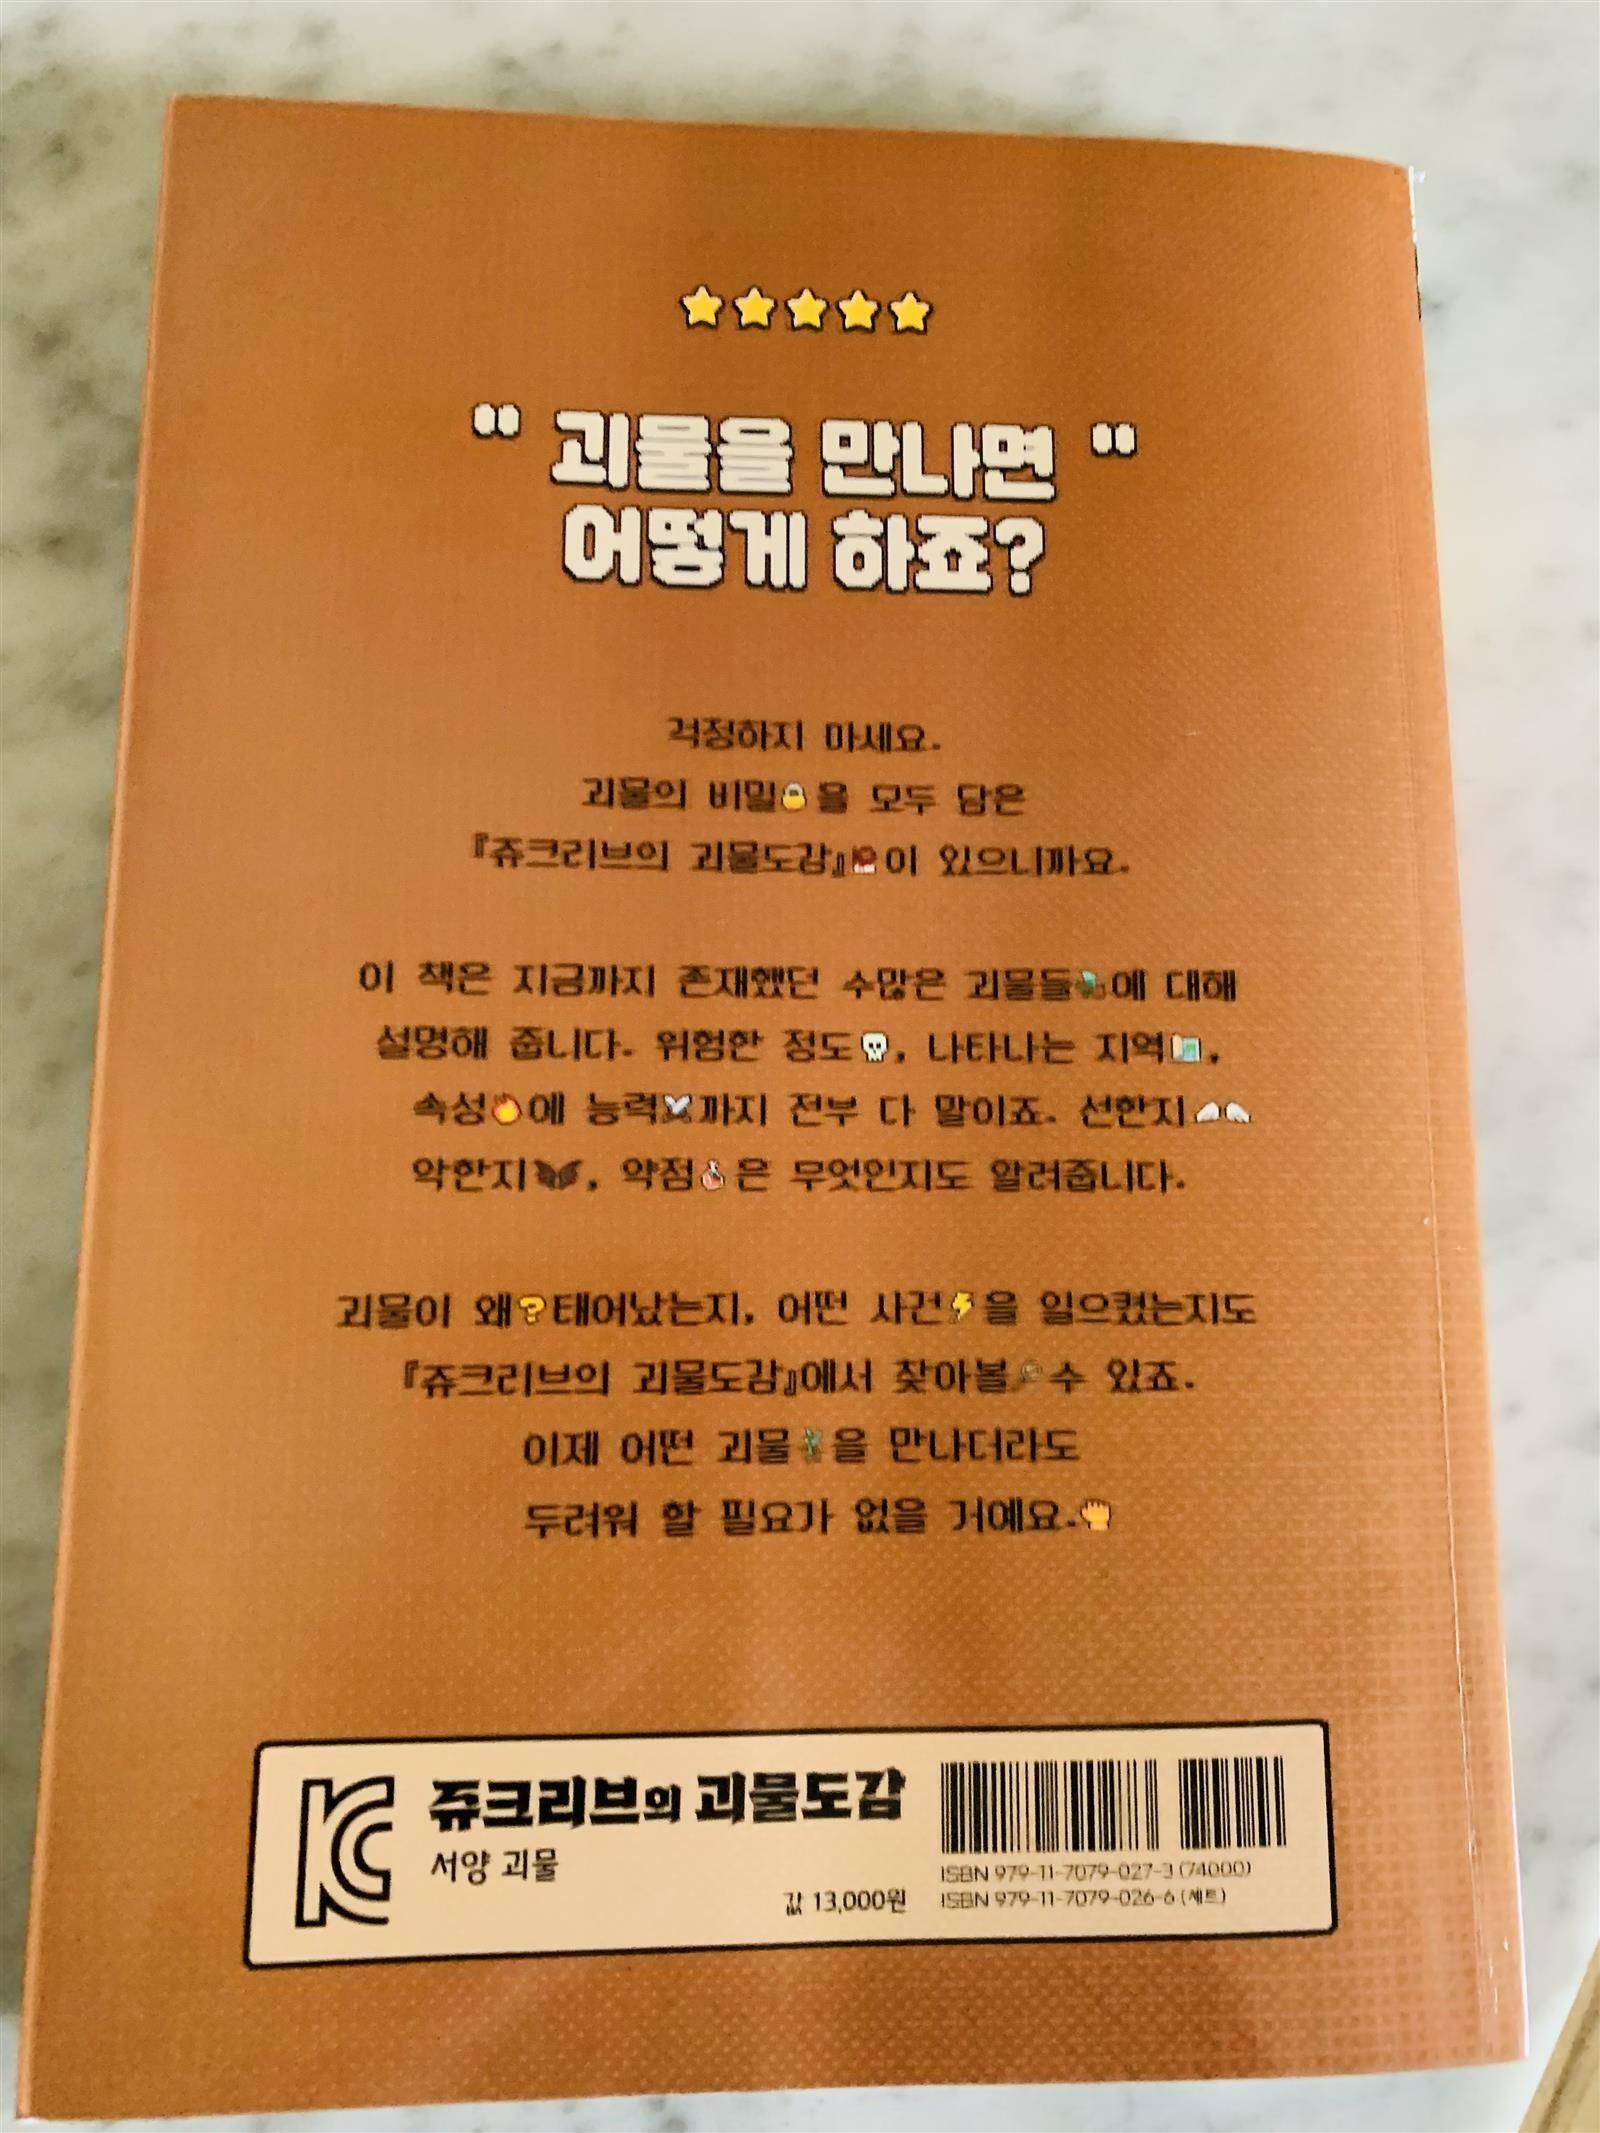 " 괴물을 만나면 "
어떻게 하죠?
걱정하지 마세요.
괴물의 비밀을 모두 담은
『쥬크리브의 괴물도감』이 있으니까요.
이 책은 지금까지 존재했던 수많은 괴물들에 대해
설명해 줍니다. 위험한 정도, 나타나는 지역,
속성에 능력까지 전부 다 말이죠. 선한지
악한지, 약점은 무엇인지도 알려줍니다.
괴물이 왜?태어났는지, 어떤 사건을 일으켰는지도
『쥬크리브의 괴물도감』에서 찾아볼 수 있죠.
이제 어떤 괴물을 만나더라도
두려워 할 필요가 없을 거예요.
쥬크리브의 괴물도감
서양 괴물
값 13,000원
ISBN 979-11-7079-027-3 (74000)
ISBN 979-11-7079-026-6 (세트)